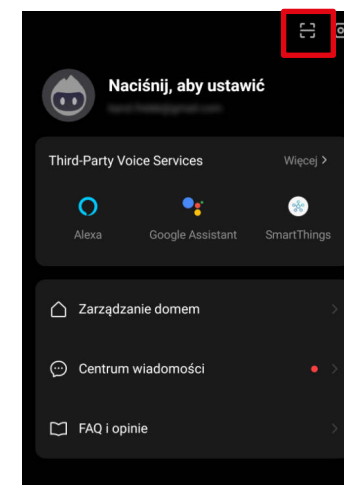 Naciśnij, aby ustawić
Third-Party Voice Services
Więcej >
Alexa
Google Assistant
SmartThings
Zarządzanie domem
Centrum wiadomości
FAQ i opinie